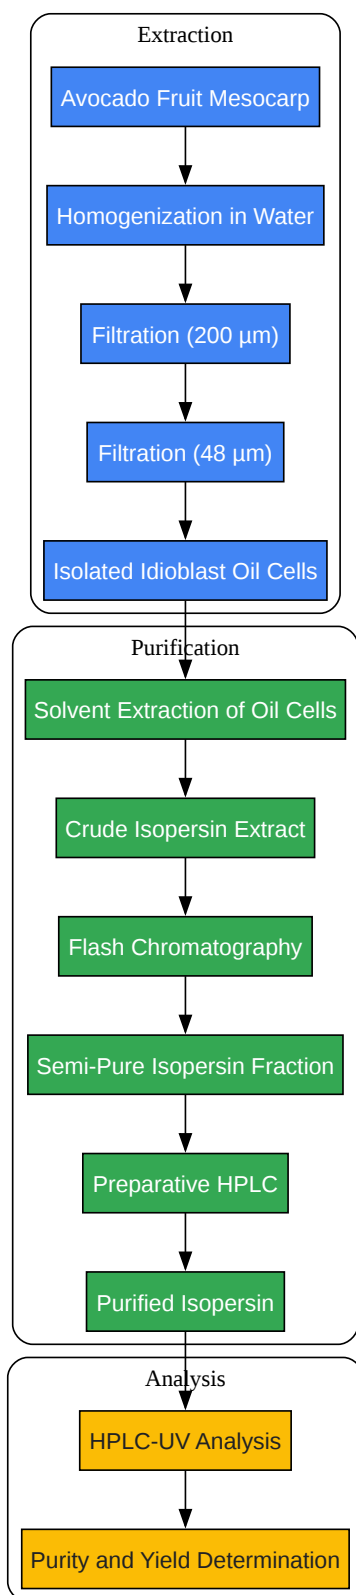 Extraction
Avocado Fruit Mesocarp
Homogenization in Water
Filtration (200 µm)
Filtration (48 µm)
Isolated Idioblast Oil Cells
Purification
Solvent Extraction of Oil Cells
Crude Isopersin Extract
Flash Chromatography
Semi-Pure Isopersin Fraction
Preparative HPLC
Purified Isopersin
Analysis
HPLC-UV Analysis
Purity and Yield Determination